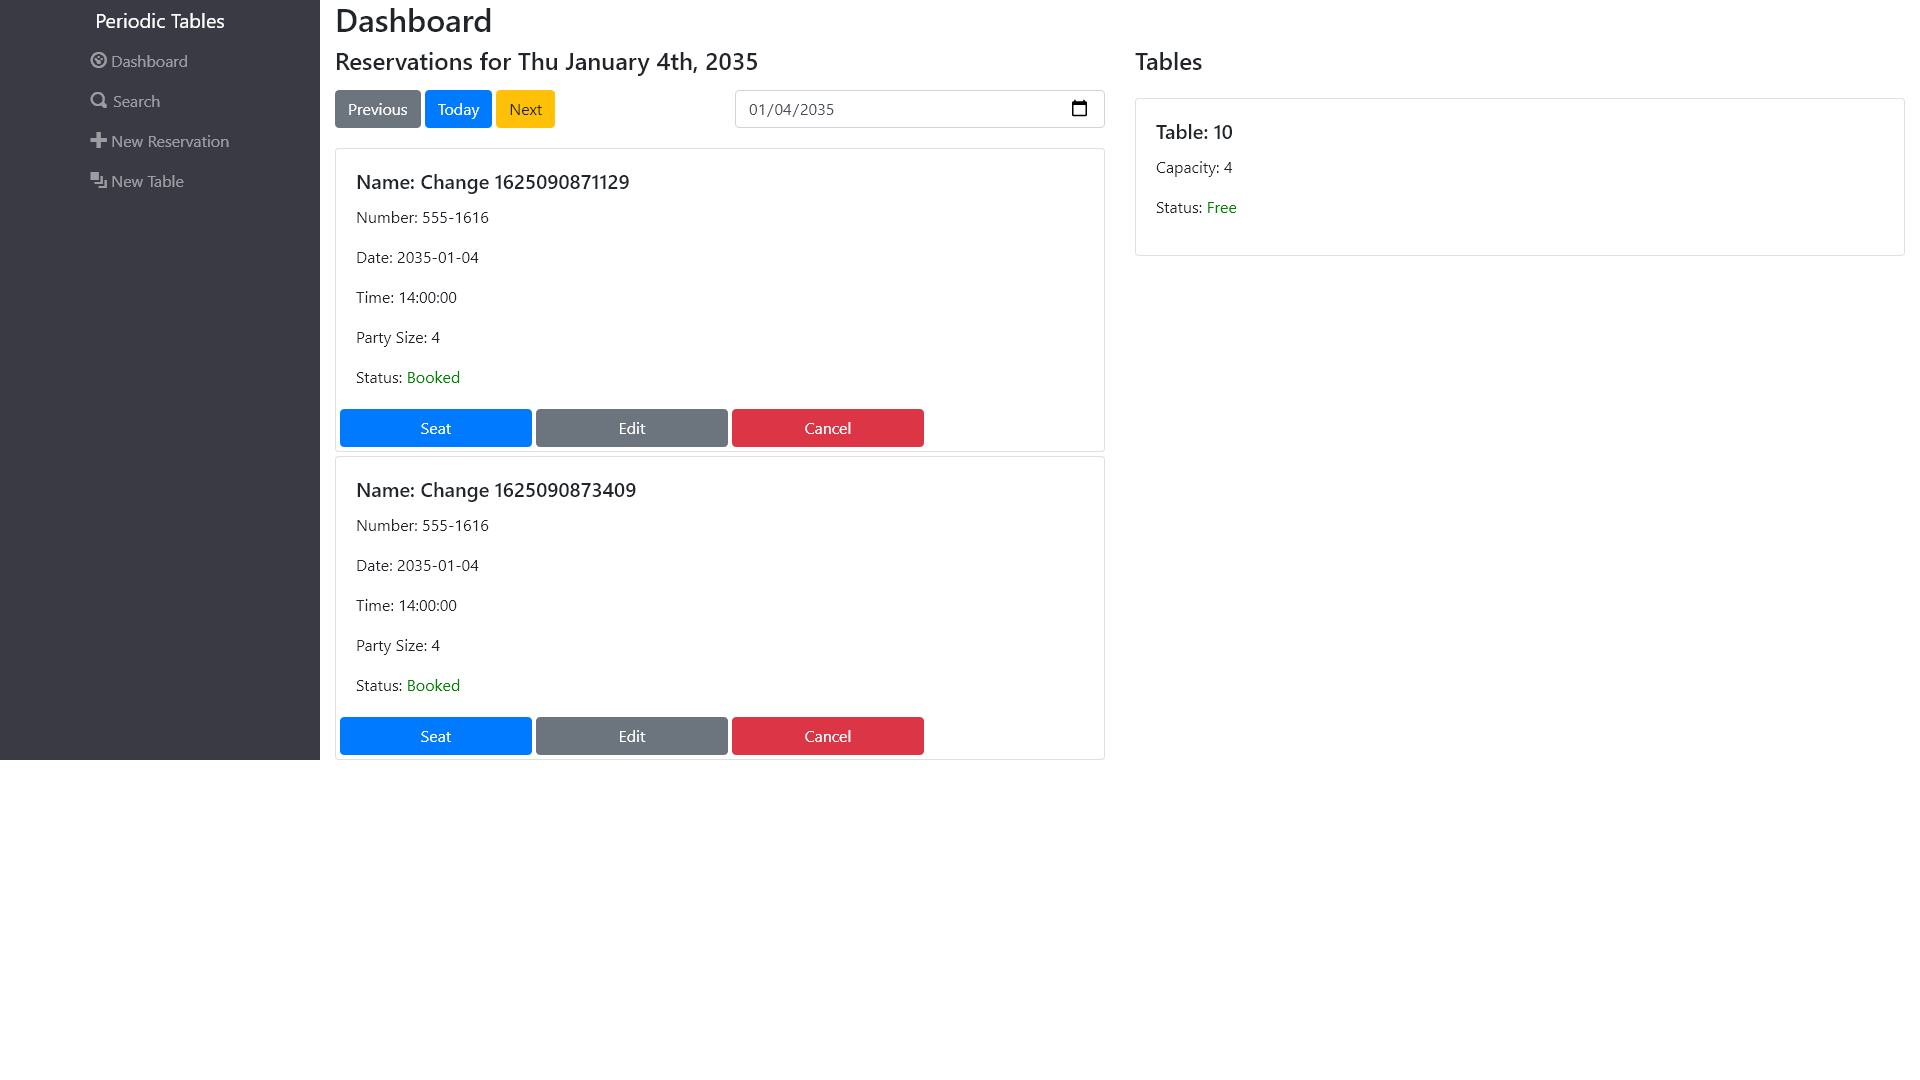 Periodic Tables
Dashboard
Search
New Reservation
New Table
Dashboard
Reservations for Thu January 4th, 2035
Previous
Today
Next
01/04/2035
Name: Change 1625090871129
Number: 555-1616
Date: 2035-01-04
Time: 14:00:00
Party Size: 4
Status: Booked
Seat
Edit
Cancel
Name: Change 1625090873409
Number: 555-1616
Date: 2035-01-04
Time: 14:00:00
Party Size: 4
Status: Booked
Seat
Edit
Cancel
Tables
Table: 10
Capacity: 4
Status: Free